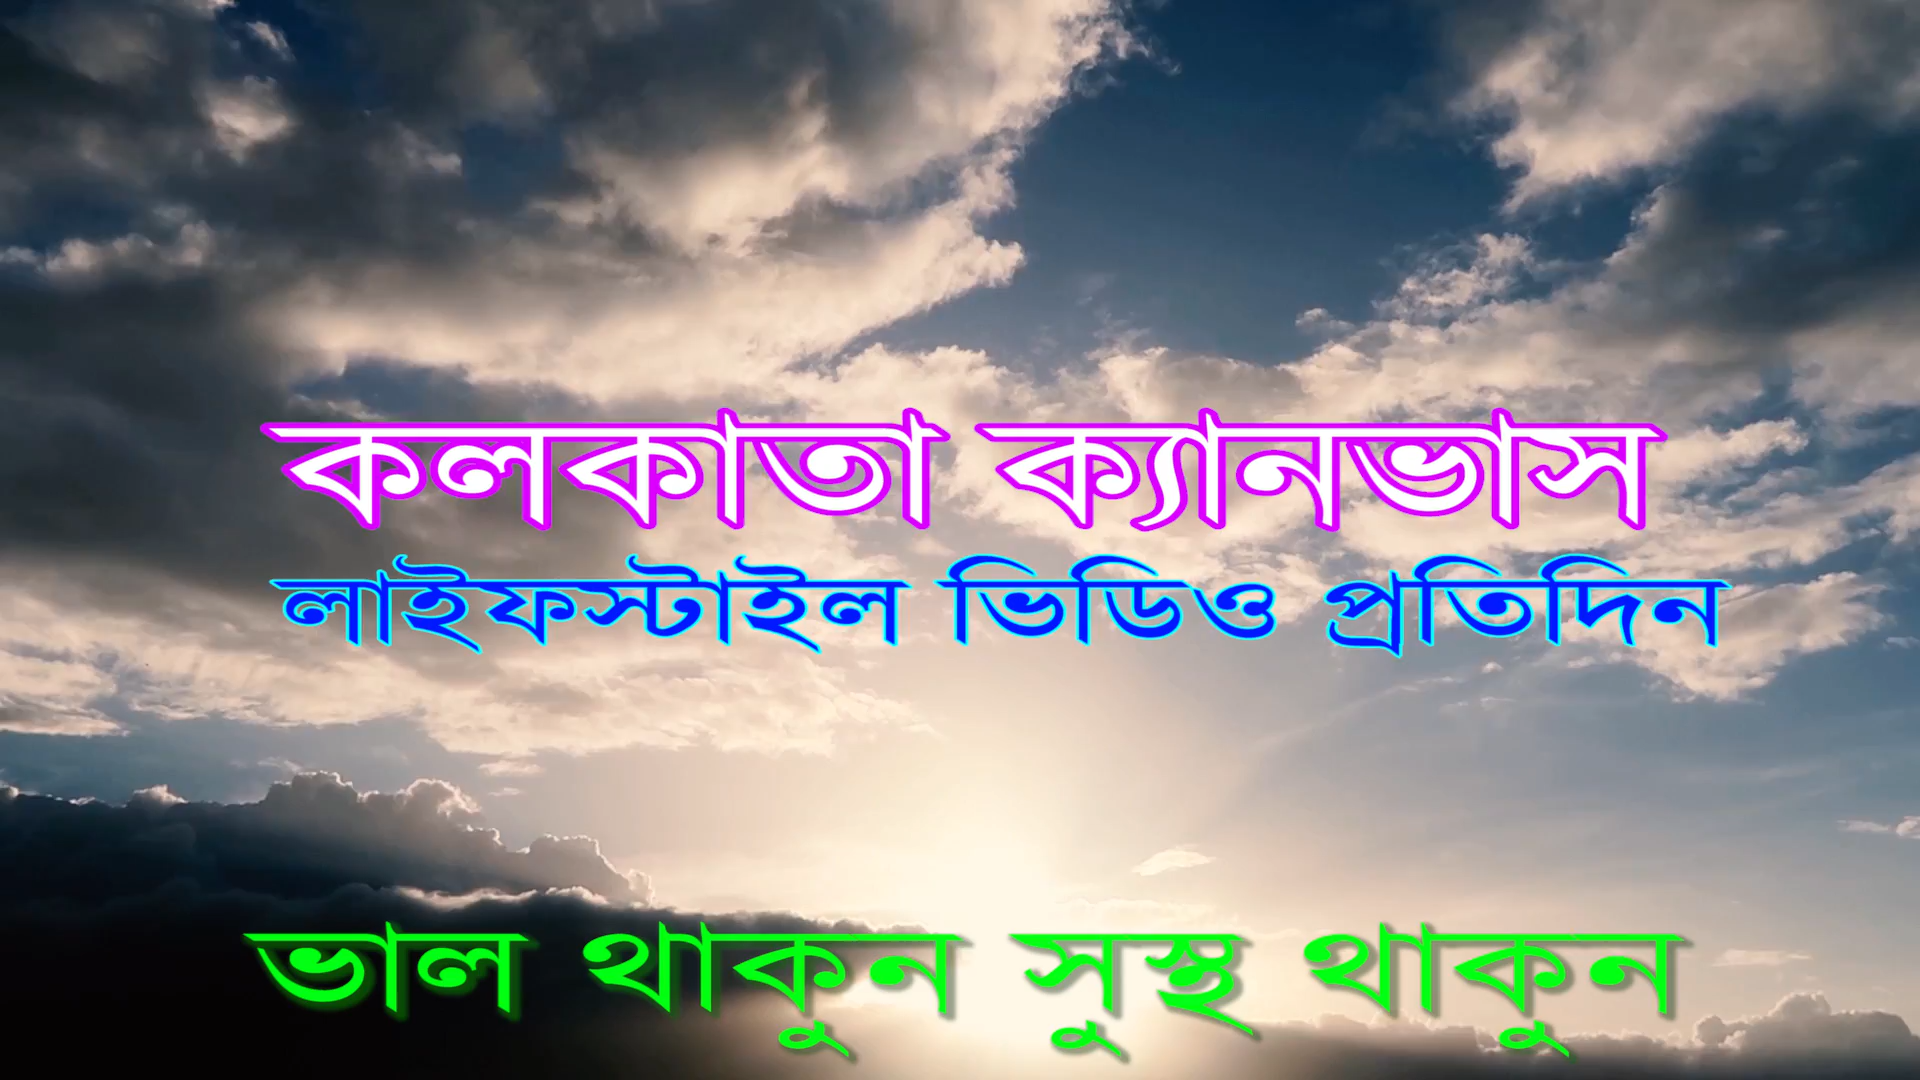 কলকাতা ক্যানভাস
লাইফস্টাইল ভিডিও প্রতিদিন
ভাল থাকুন সুস্থ থাকুন